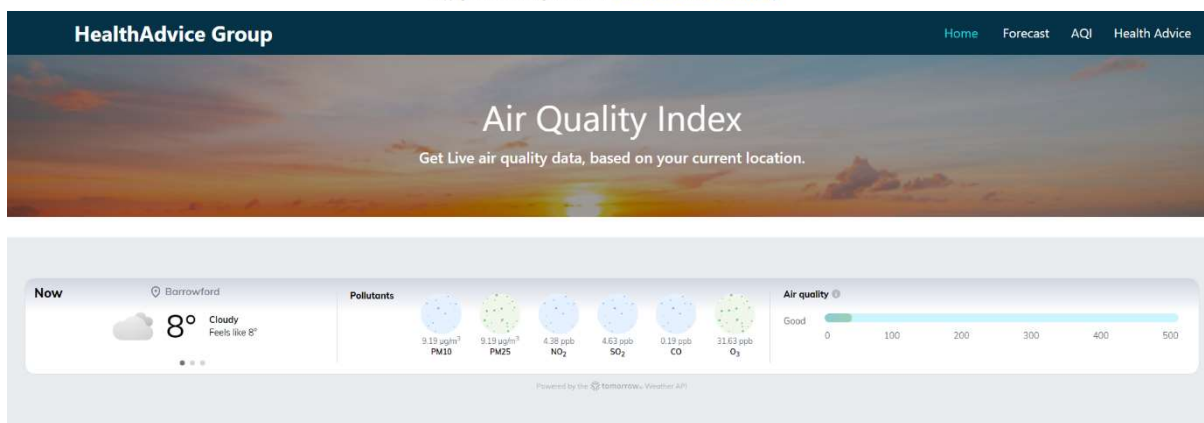 HealthAdvice Group
Home Forecast AQI Health Advice
Air Quality Index
Get Live air quality data, based on your current location.
Now
Barrowford
8°
Cloudy
Feels like 8°
Pollutants
9.19 µg/m³ 9.19 µg/m³ 4.38 ppb 4.63 ppb 0.19 ppb 31.63 ppb
PM10 PM25 NO₂ SO₂ CO O₃
Air quality
Good
0 100 200 300 400 500
Powered by the tomorrow.io Weather API